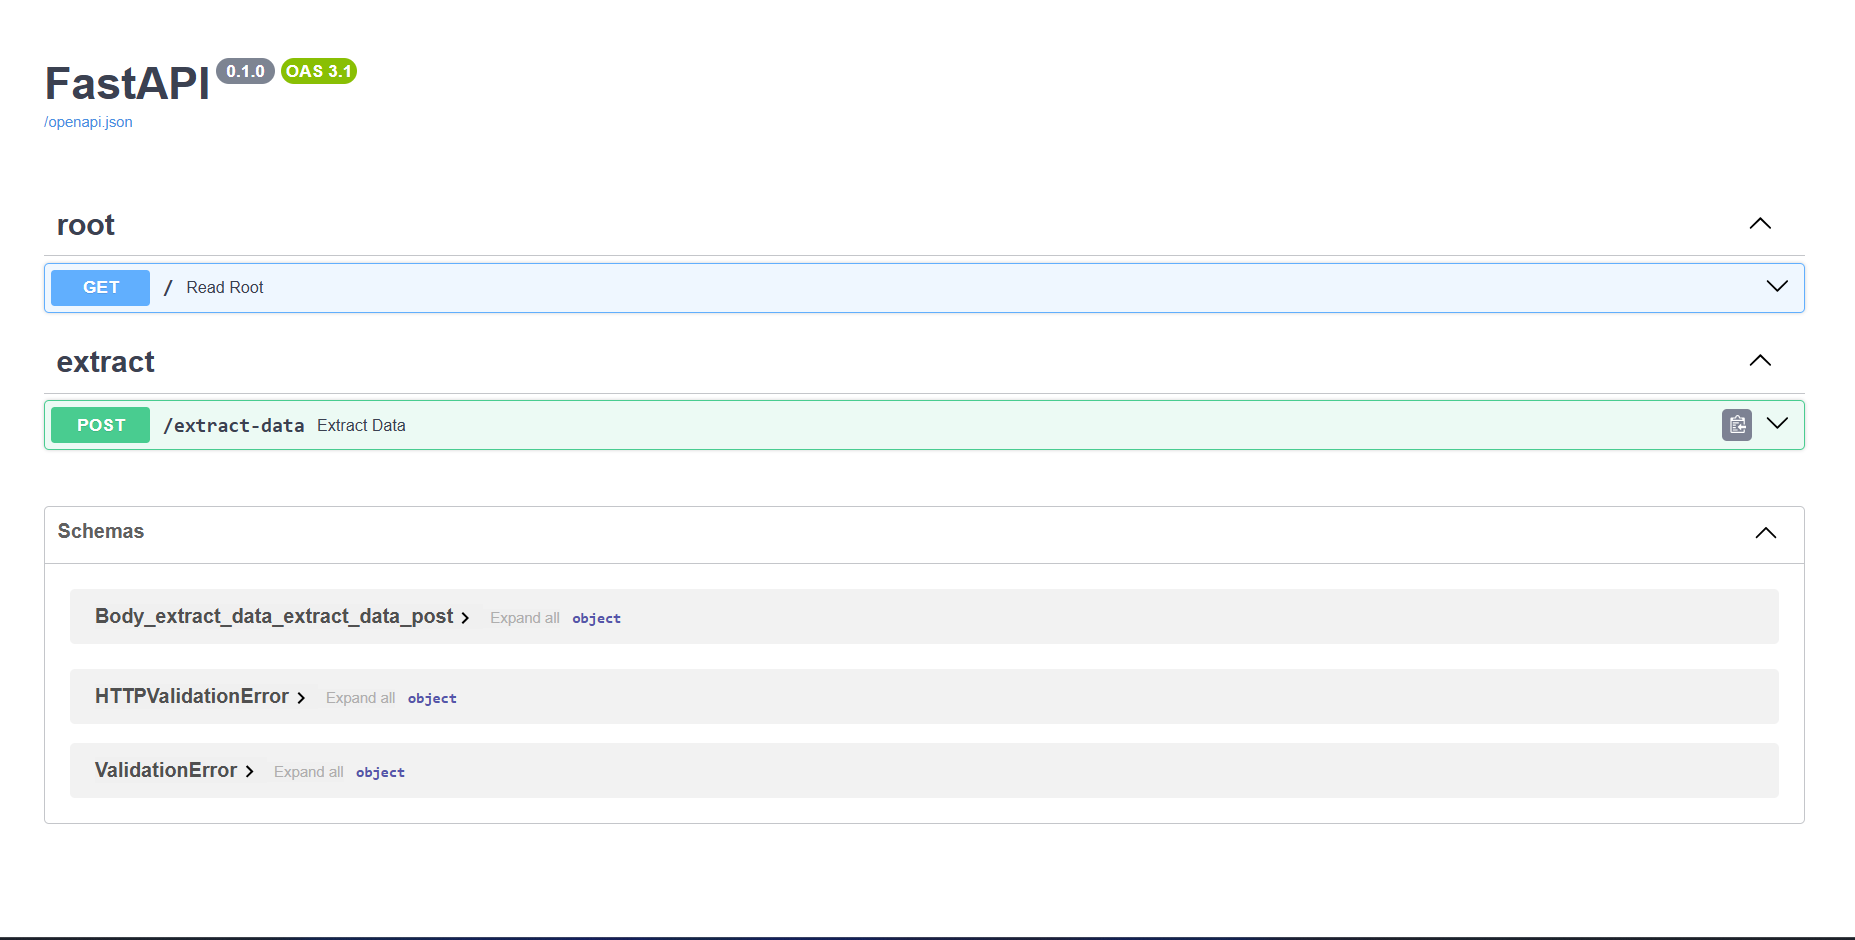 FastAPI 0.1.0 OAS 3.1
/openapi.json
root
GET / Read Root
extract
POST /extract-data Extract Data
Schemas
Body_extract_data_extract_data_post Expand all object
HTTPValidationError Expand all object
ValidationError Expand all object